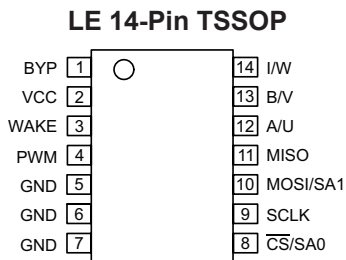 LE 14-Pin TSSOP
BYP 1 14 I/W
VCC 2 13 B/V
WAKE 3 12 A/U
PWM 4 11 MISO
GND 5 10 MOSI/SA1
GND 6 9 SCLK
GND 7 8 C̅S̅/SA0